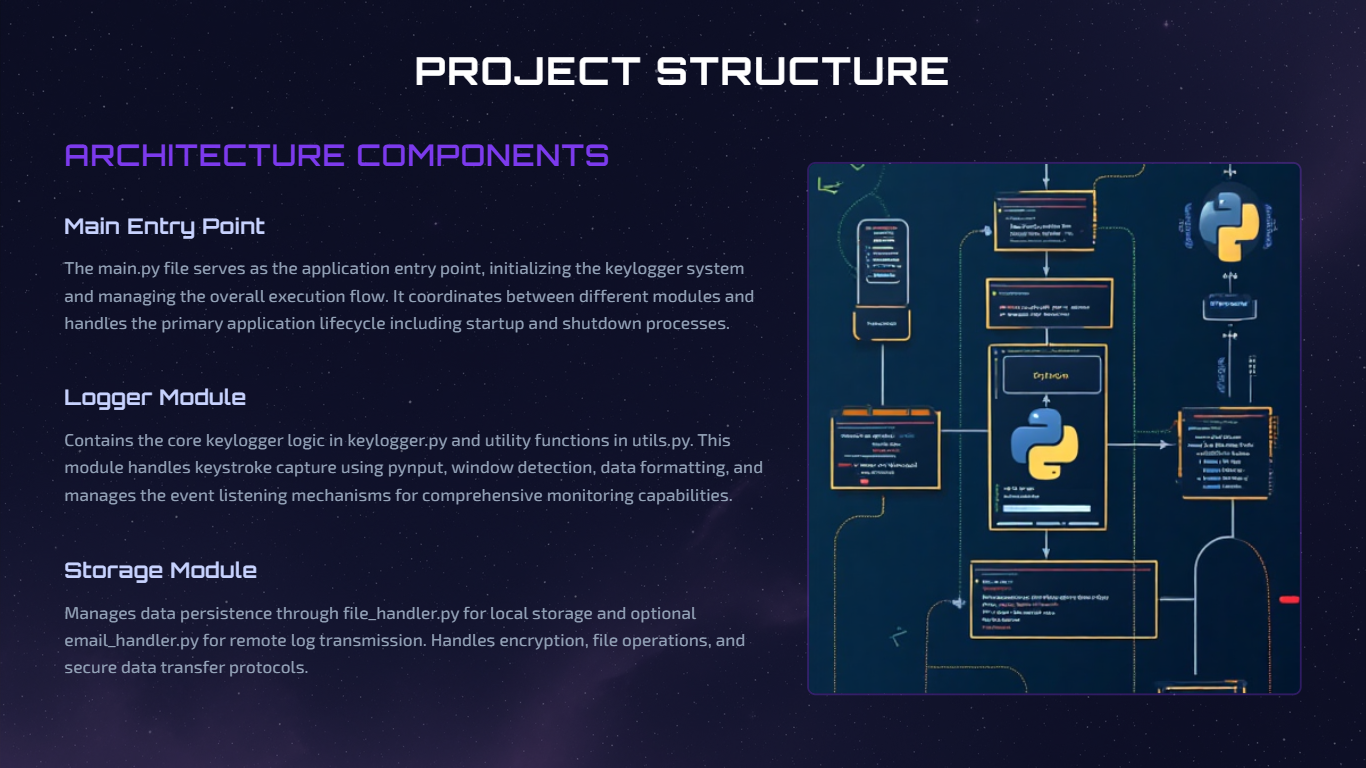 PROJECT STRUCTURE
ARCHITECTURE COMPONENTS
Main Entry Point
The main.py file serves as the application entry point, initializing the keylogger system
and managing the overall execution flow. It coordinates between different modules and
handles the primary application lifecycle including startup and shutdown processes.
Logger Module
Contains the core keylogger logic in keylogger.py and utility functions in utils.py. This
module handles keystroke capture using pynput, window detection, data formatting, and
manages the event listening mechanisms for comprehensive monitoring capabilities.
Storage Module
Manages data persistence through file_handler.py for local storage and optional
email_handler.py for remote log transmission. Handles encryption, file operations, and
secure data transfer protocols.